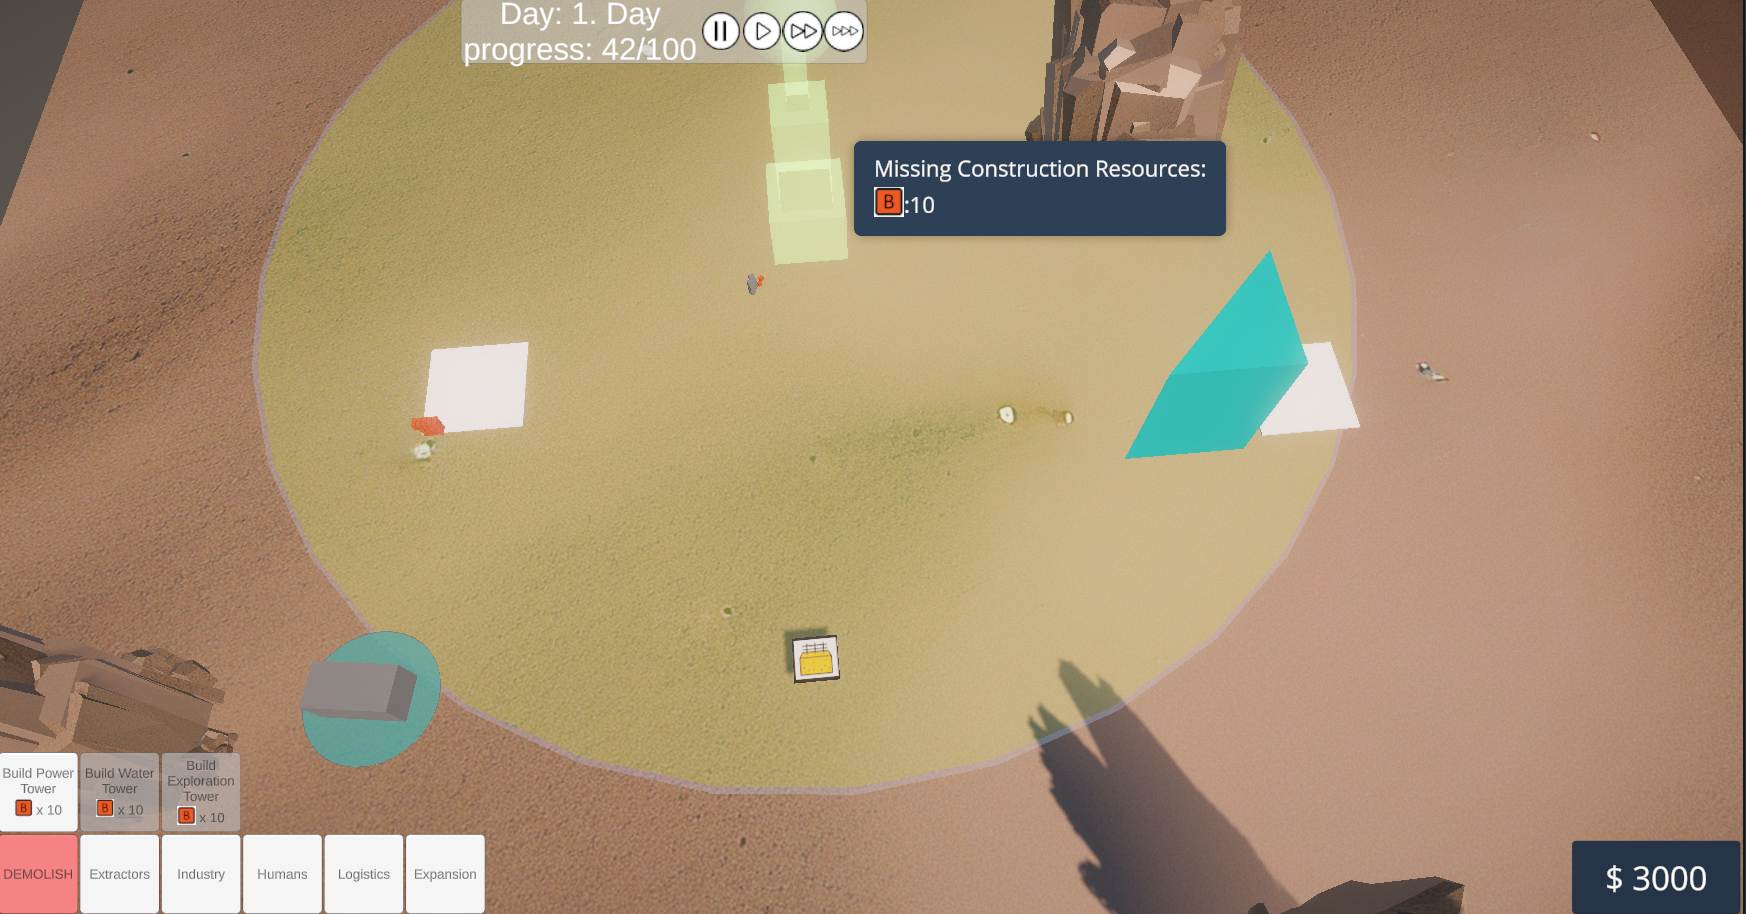 Day: 1. Day
progress: 42/100
Missing Construction Resources:
B:10
Build Power
Tower
B x 10
Build Water
Tower
B x 10
Build
Exploration
Tower
B x 10
DEMOLISH
Extractors
Industry
Humans
Logistics
Expansion
$ 3000